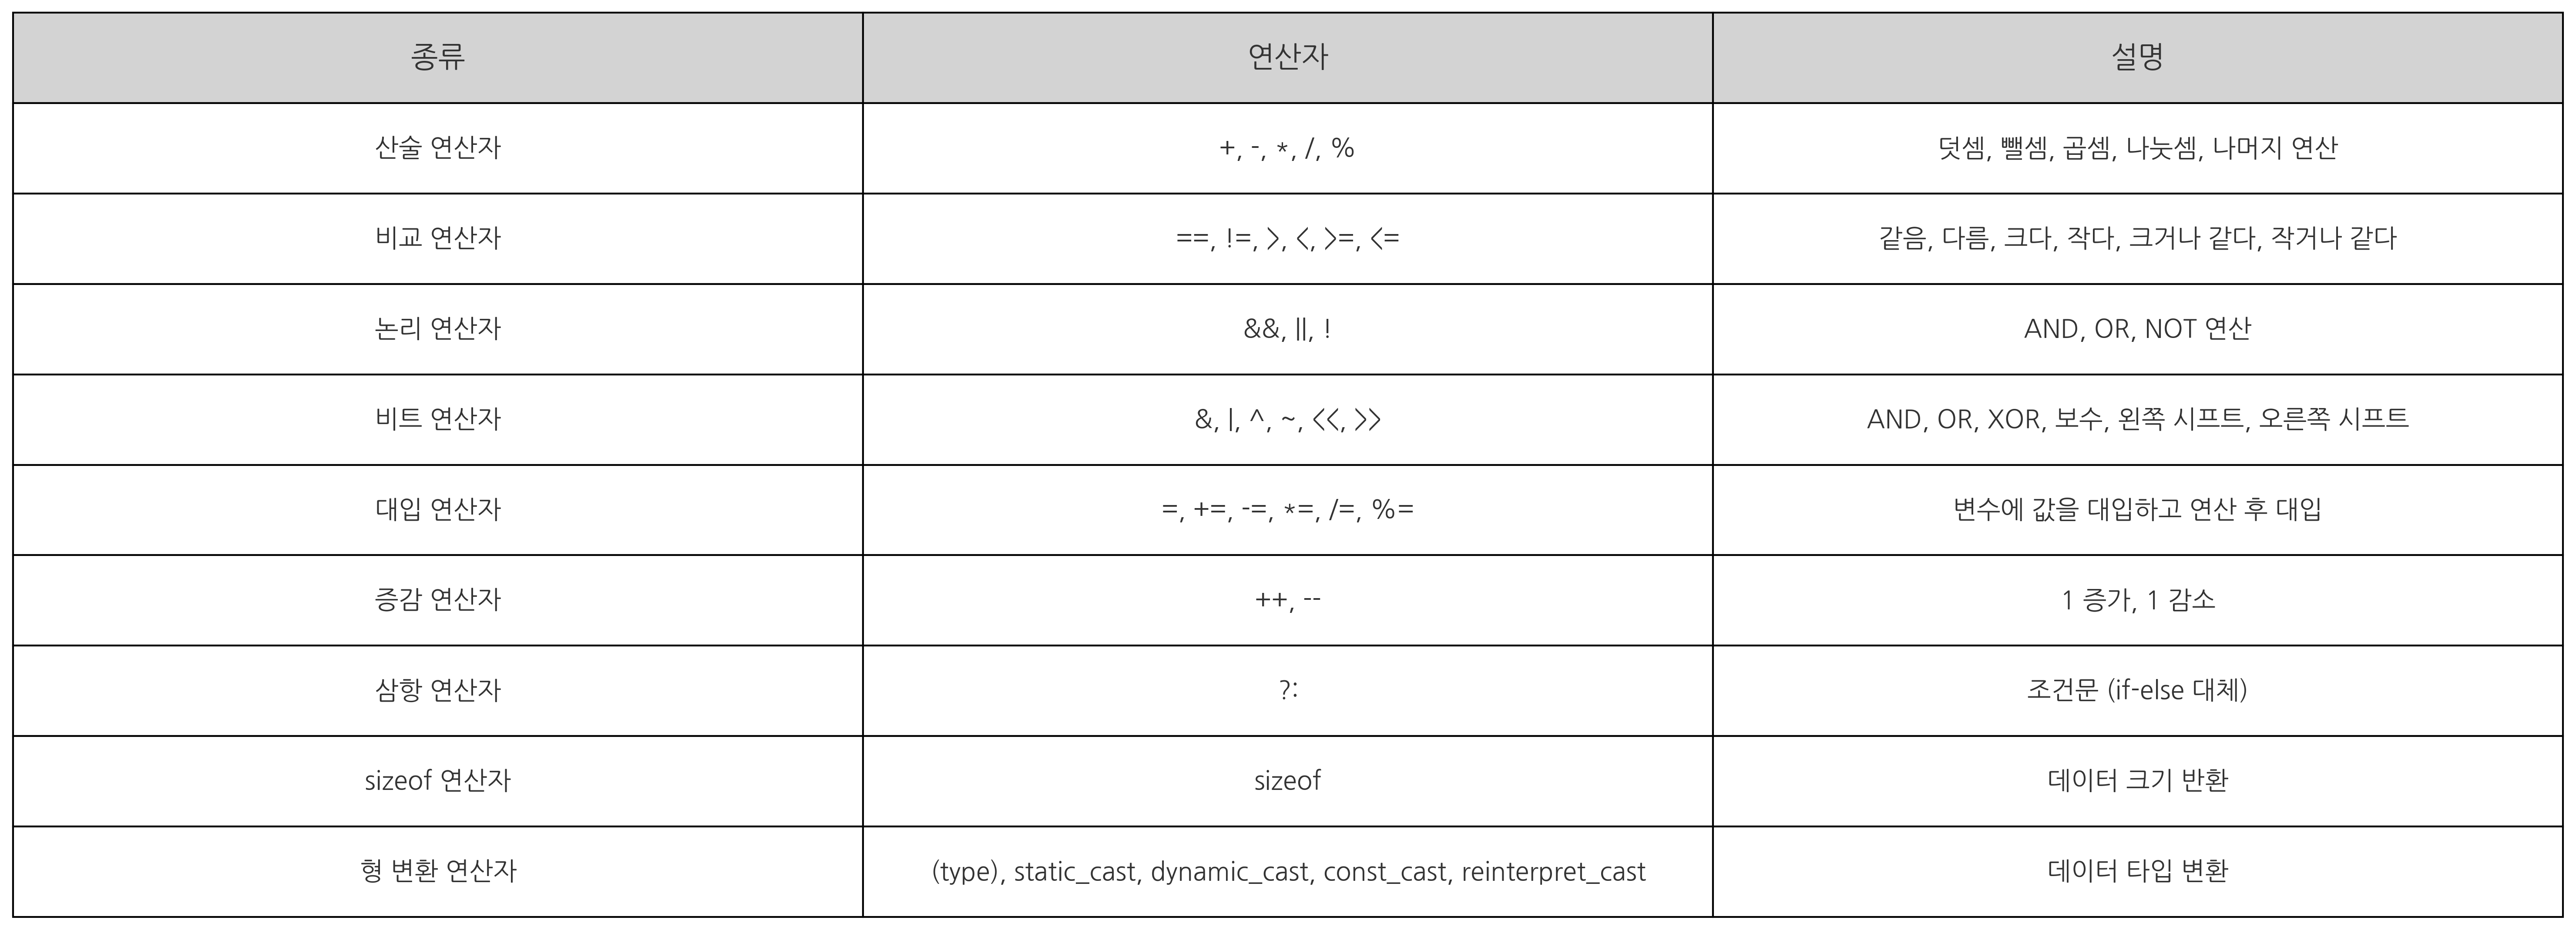 종류 연산자 설명
산술 연산자 +, -, *, /, % 덧셈, 뺄셈, 곱셈, 나눗셈, 나머지 연산
비교 연산자 ==, !=, >, <, >=, <= 같음, 다름, 크다, 작다, 크거나 같다, 작거나 같다
논리 연산자 &&, ||, ! AND, OR, NOT 연산
비트 연산자 &, |, ^, ~, <<, >> AND, OR, XOR, 보수, 왼쪽 시프트, 오른쪽 시프트
대입 연산자 =, +=, -=, *=, /=, %= 변수에 값을 대입하고 연산 후 대입
증감 연산자 ++, -- 1 증가, 1 감소
삼항 연산자 ?: 조건문 (if-else 대체)
sizeof 연산자 sizeof 데이터 크기 반환
형 변환 연산자 (type), static_cast, dynamic_cast, const_cast, reinterpret_cast 데이터 타입 변환